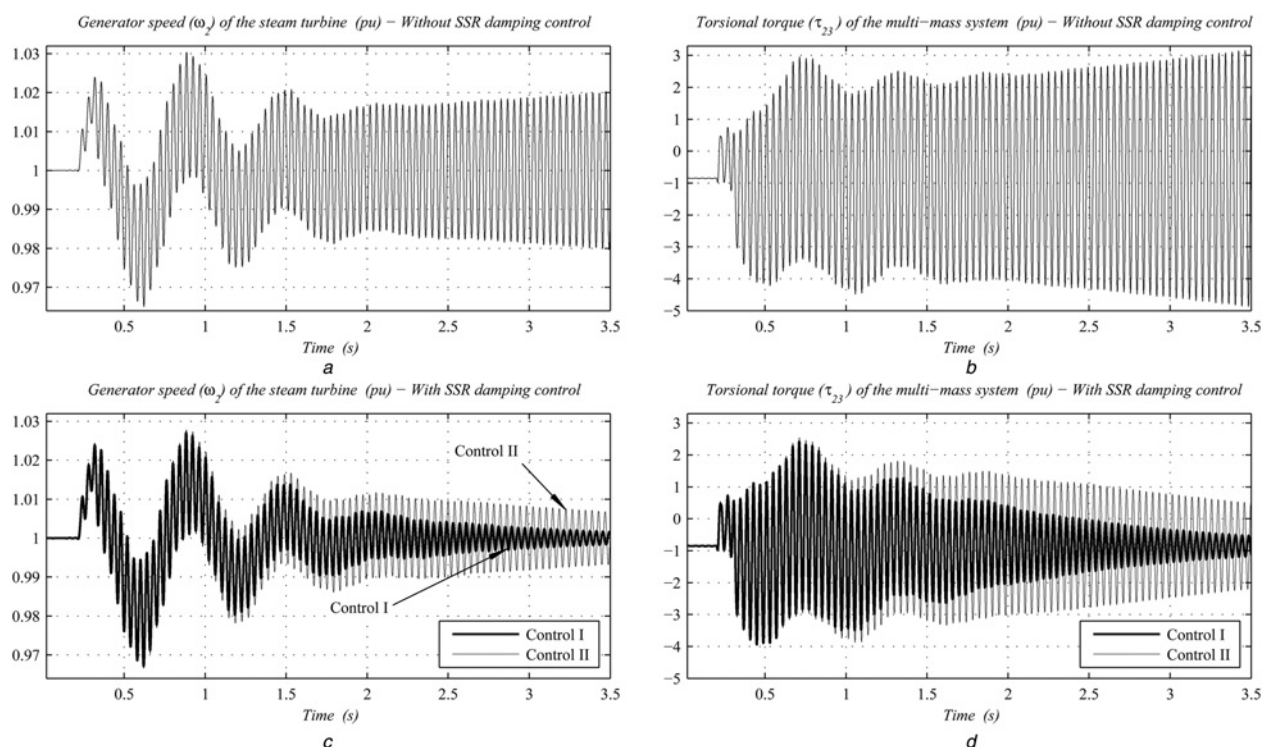 Generator speed (ω2) of the steam turbine (pu) − Without SSR damping control
1.03
1.02
1.01
1
0.99
0.98
0.97
0.5 1 1.5 2 2.5 3 3.5
Time (s)
a
Torsional torque (τ23) of the multi−mass system (pu) − Without SSR damping control
3
2
1
0
−1
−2
−3
−4
−5
0.5 1 1.5 2 2.5 3 3.5
Time (s)
b
Generator speed (ω2) of the steam turbine (pu) − With SSR damping control
1.03
1.02
1.01
1
0.99
0.98
0.97
Control II
Control I
Control I
Control II
0.5 1 1.5 2 2.5 3 3.5
Time (s)
c
Torsional torque (τ23) of the multi−mass system (pu) − With SSR damping control
3
2
1
0
−1
−2
−3
−4
−5
Control I
Control II
0.5 1 1.5 2 2.5 3 3.5
Time (s)
d